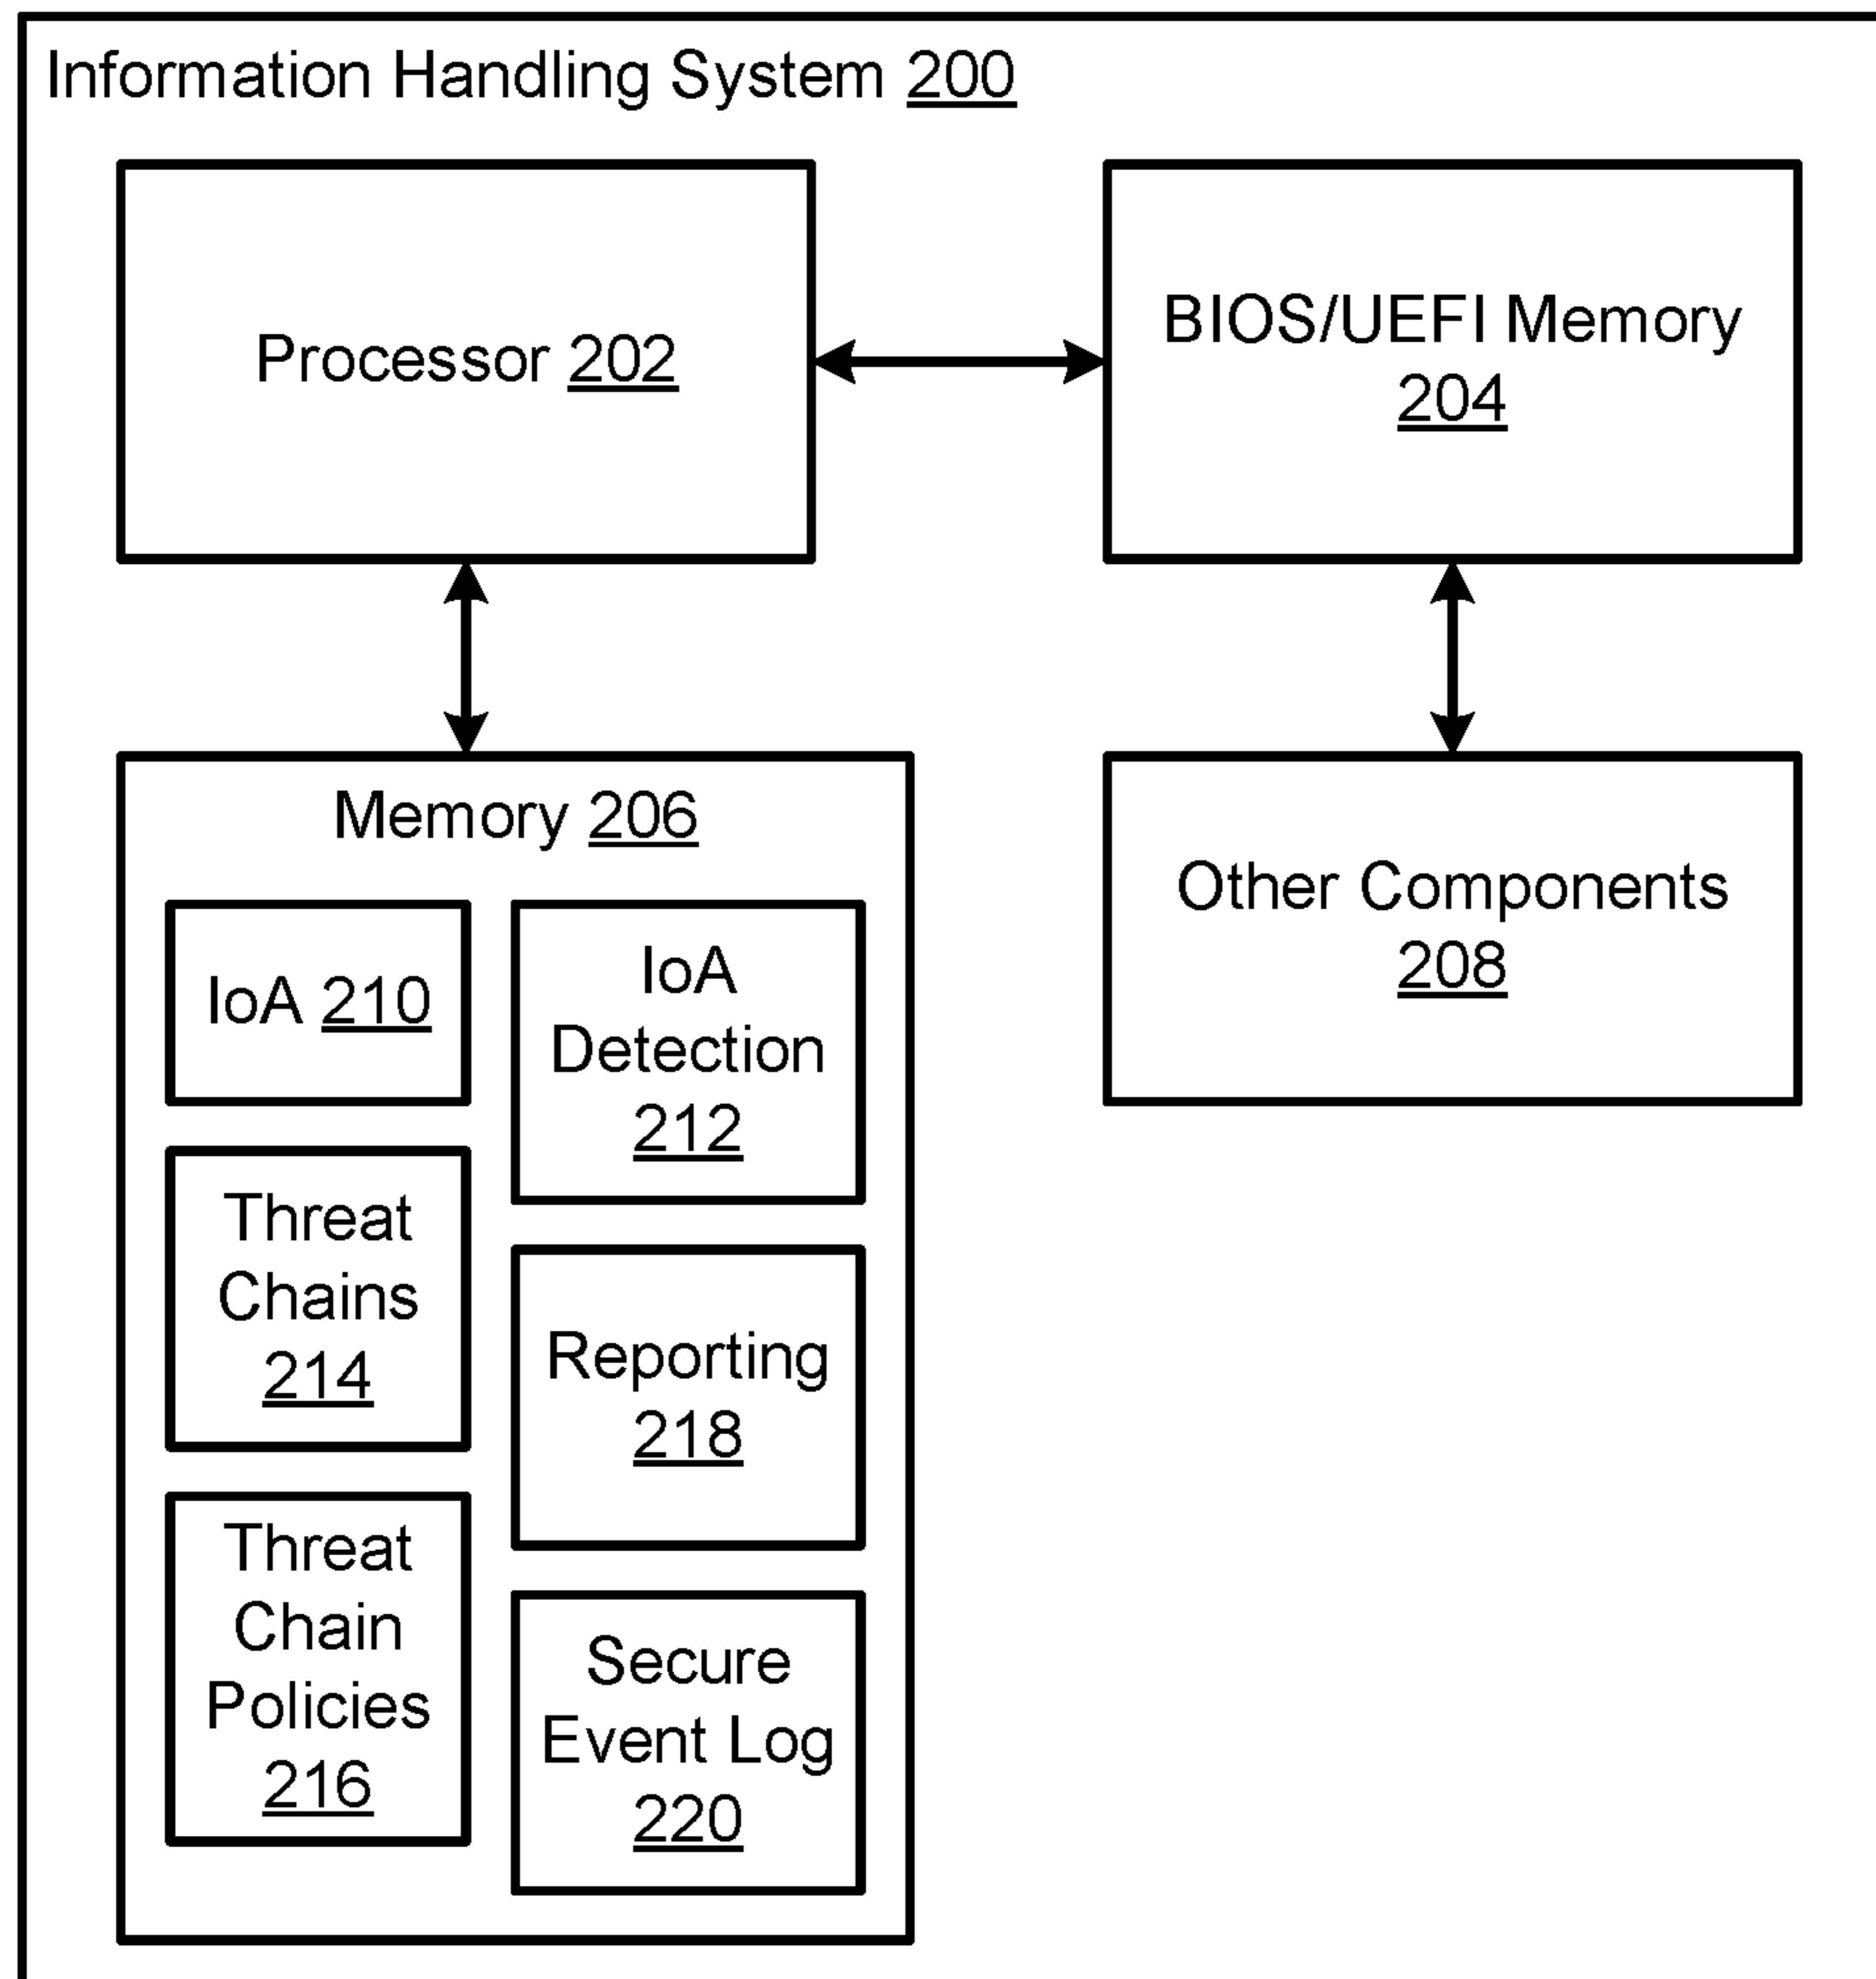 Information Handling System 200
Processor 202
BIOS/UEFI Memory
204
Memory 206
IoA 210
IoA
Detection
212
Threat
Chains
214
Reporting
218
Threat
Chain
Policies
216
Secure
Event Log
220
Other Components
208